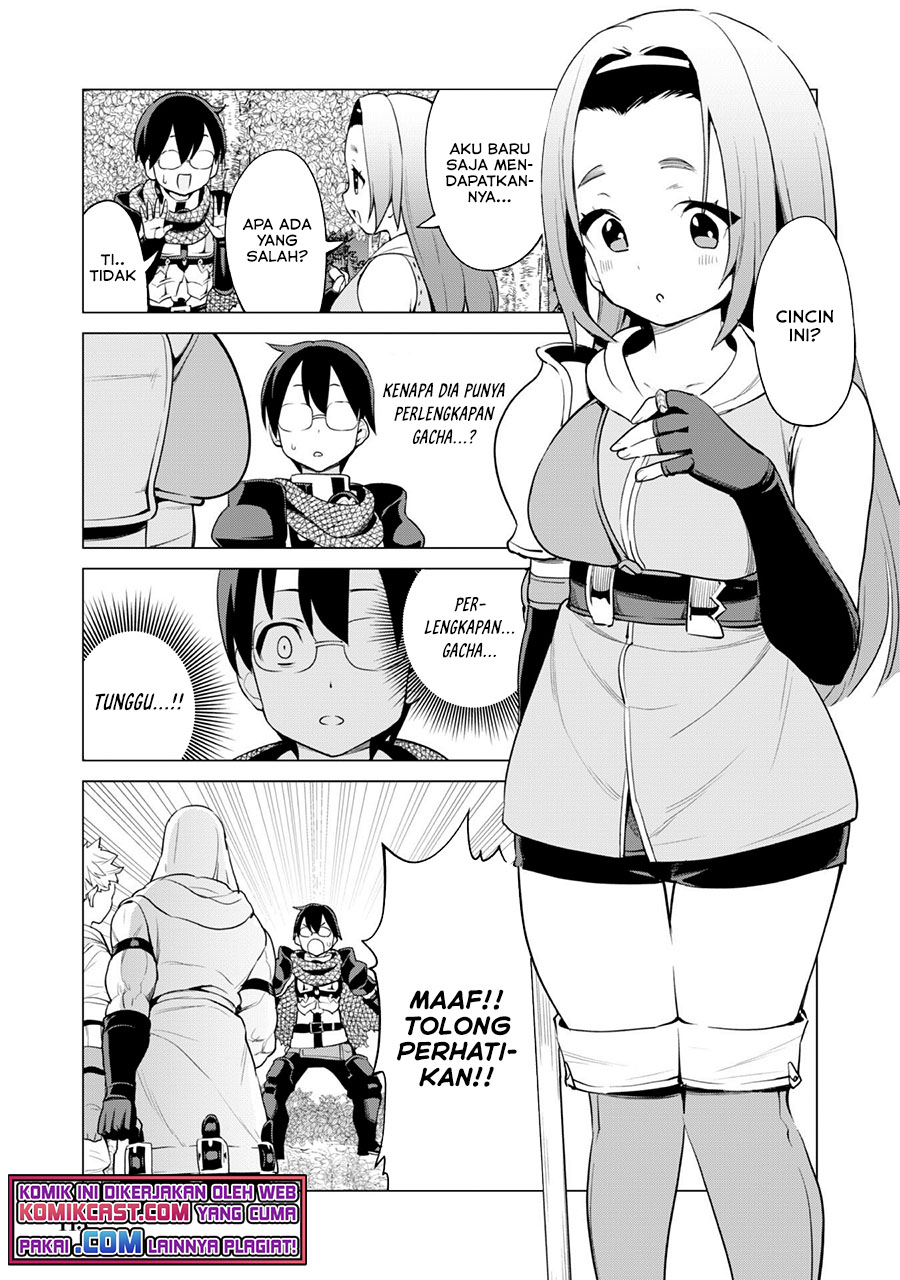 CINCIN
INI?
AKU BARU
SAJA MEN-
DAPATKAN-
NYA...
APA ADA
YANG
SALAH?
TI..
TIDAK
KENAPA DIA PUNYA
PERLENGKAPAN
GACHA...?
PER-
LENGKAPAN...
GACHA...
TUNGGU...!!
MAAF!!
TOLONG
PERHATI-
KAN!!
KOMIK INI DIKERJAKAN OLEH WEB
KOMIKCAST.COM YANG CUMA
PAKAI .COM LAINNYA PLAGIAT!